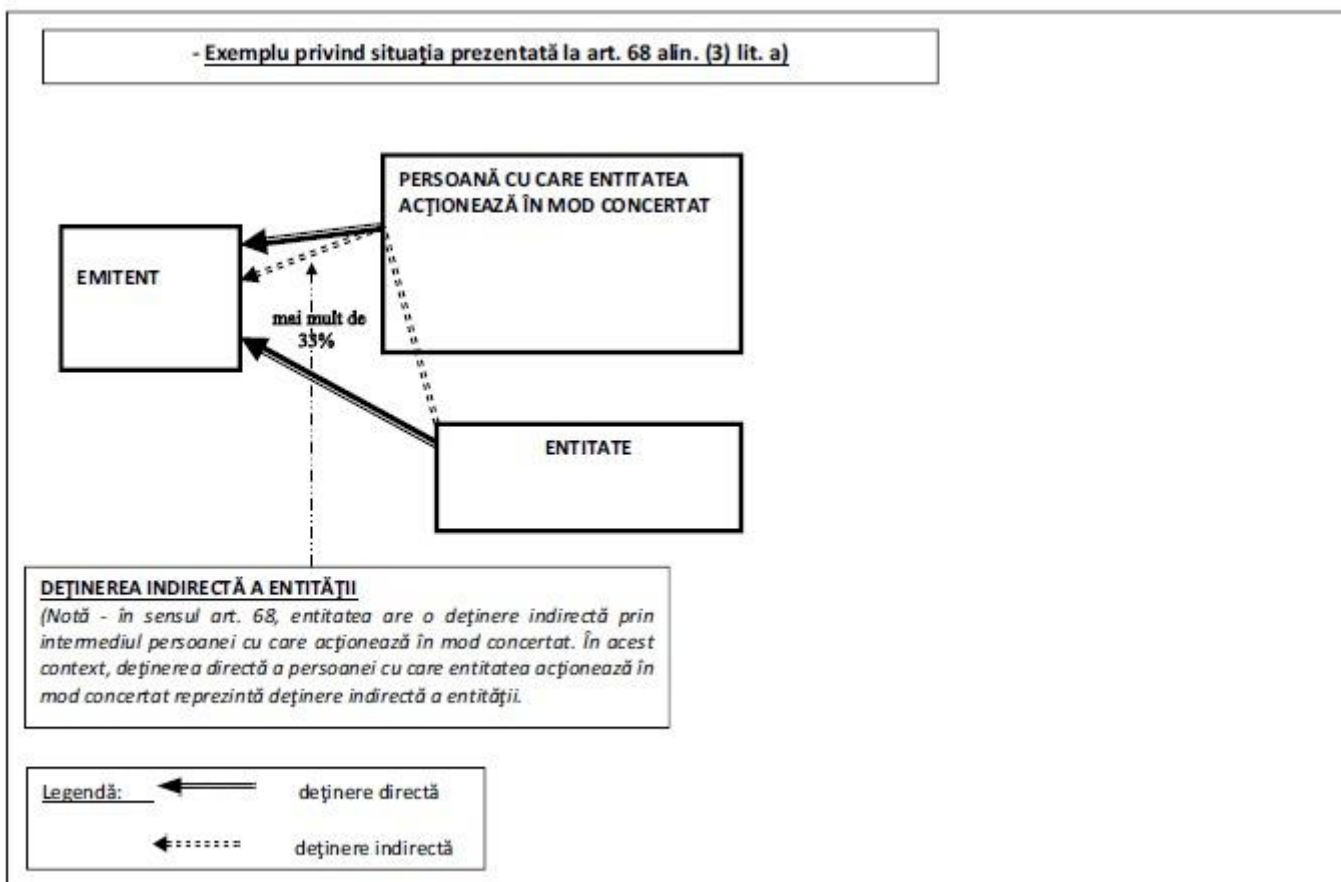 - Exemplu privind situaţia prezentată la art. 68 alin. (3) lit. a)
PERSOANĂ CU CARE ENTITATEA
ACŢIONEAZĂ ÎN MOD CONCERTAT
EMITENT
mai mult de
33%
ENTITATE
DEŢINEREA INDIRECTĂ A ENTITĂŢII
(Notă - în sensul art. 68, entitatea are o deţinere indirectă prin
intermediul persoanei cu care acţionează în mod concertat. În acest
context, deţinerea directă a persoanei cu care entitatea acţionează în
mod concertat reprezintă deţinere indirectă a entităţii.
Legendă: deţinere directă
deţinere indirectă